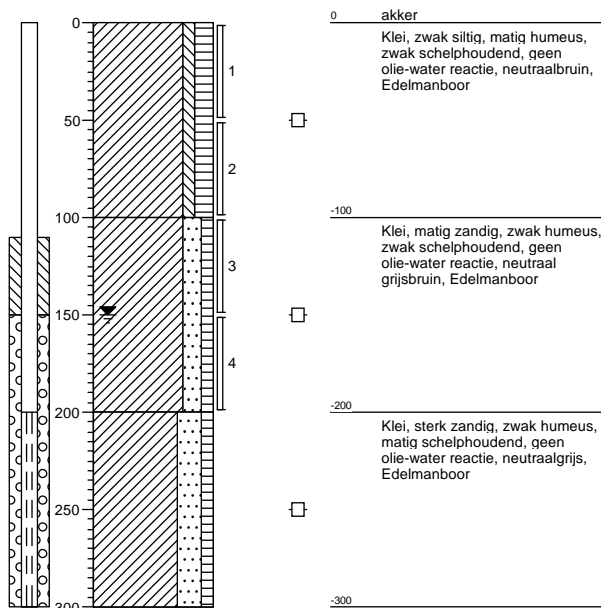 0
50
100
150
200
250
300
1
2
3
4
0 akker
Klei, zwak siltig, matig humeus,
zwak schelphoudend, geen
olie-water reactie, neutraalbruin,
Edelmanboor
-100
Klei, matig zandig, zwak humeus,
zwak schelphoudend, geen
olie-water reactie, neutraal
grijsbruin, Edelmanboor
-200
Klei, sterk zandig, zwak humeus,
matig schelphoudend, geen
olie-water reactie, neutraalgrijs,
Edelmanboor
-300